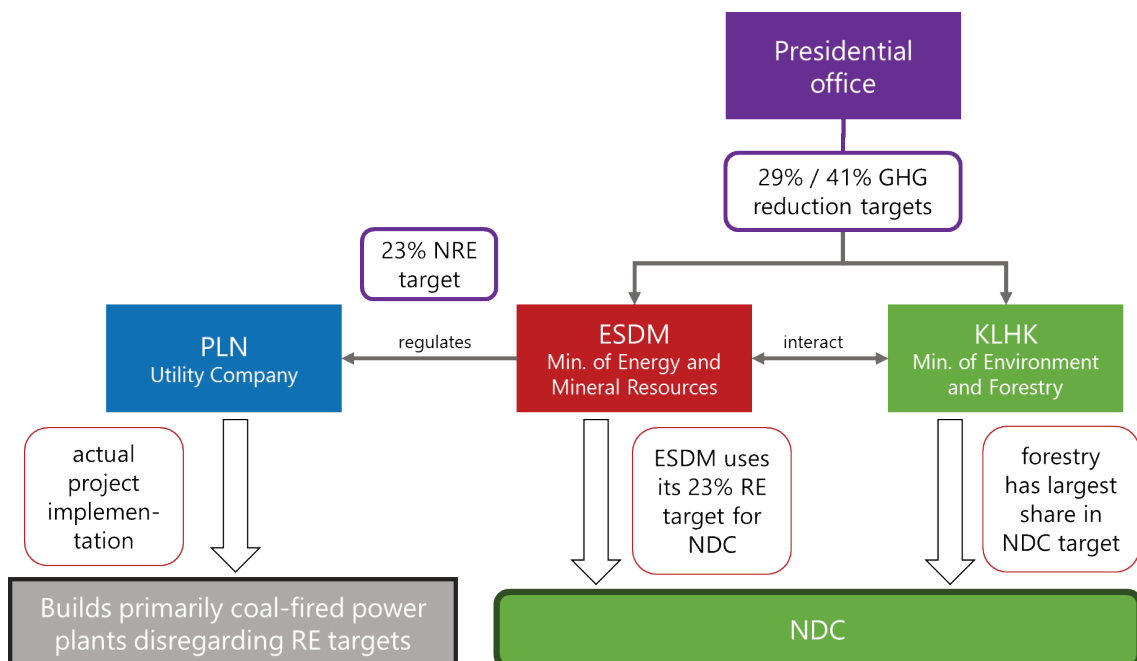 Presidential
office
29% / 41% GHG
reduction targets
23% NRE
target
PLN
Utility Company
regulates
ESDM
Min. of Energy and
Mineral Resources
interact
KLHK
Min. of Environment
and Forestry
actual
project
implemen-
tation
ESDM uses
its 23% RE
target for
NDC
forestry
has largest
share in
NDC target
Builds primarily coal-fired power
plants disregarding RE targets
NDC